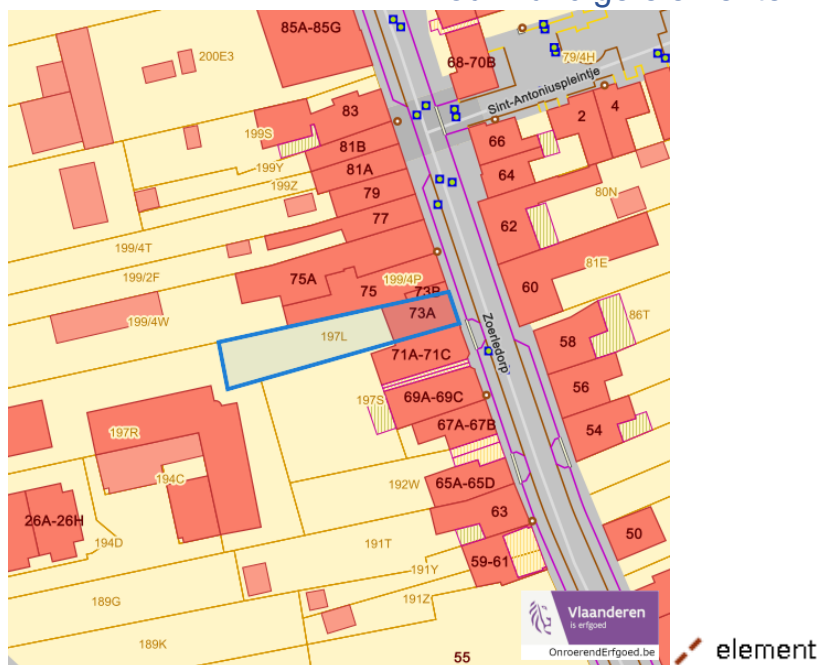 85A-85G
68-70B
79/4H
200E3
Sint-Antoniuspleintje
83
2
4
199S
66
81B
199Y
81A
64
199Z
79
80N
77
62
199/4T
81E
199/2F
75A
199/4P
75
73B
60
199/4W
73A
86T
197L
Zoerledorp
58
71A-71C
56
197S
69A-69C
67A-67B
54
197R
194C
192W
65A-65D
63
26A-26H
194D
191T
50
59-61
191Y
189G
191Z
Vlaanderen
is erfgoed
189K
55
OnroerendErfgoed.be
element